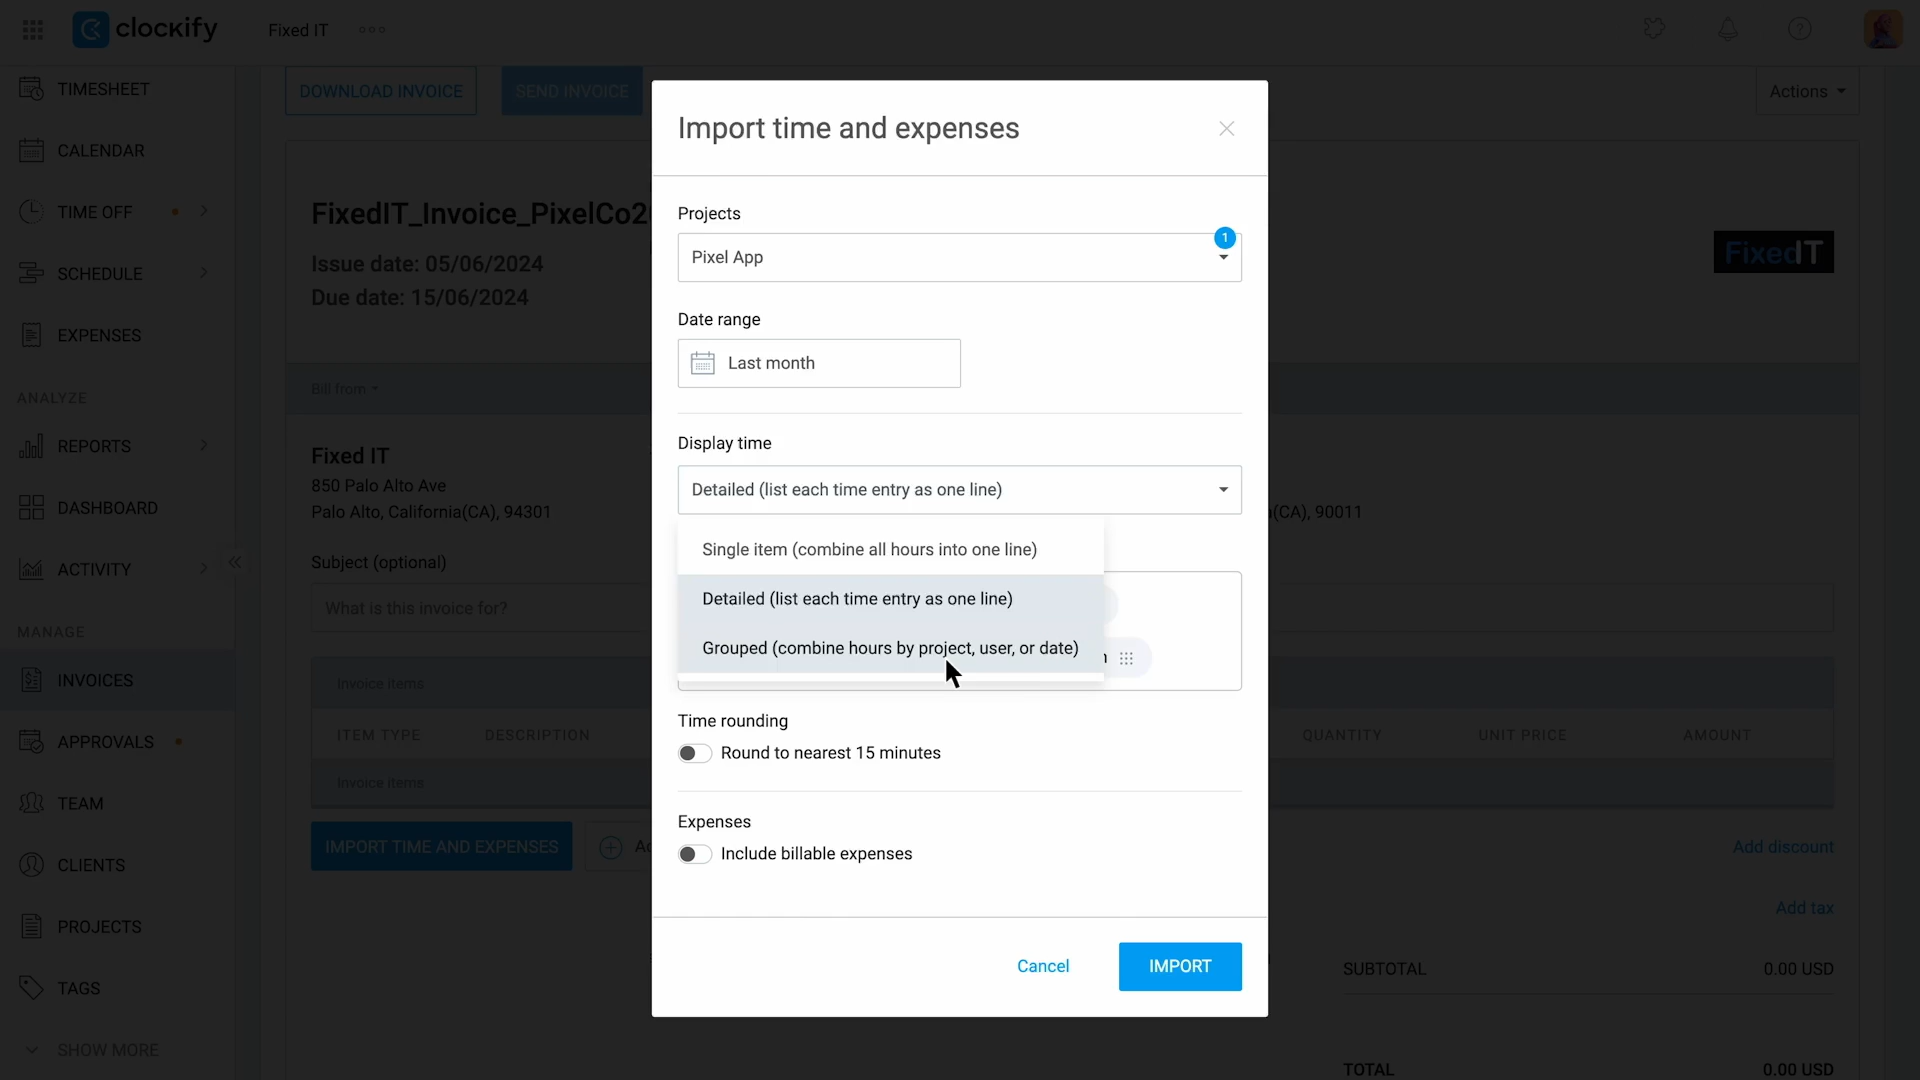 clockify
Fixed IT
TIMESHEET
CALENDAR
TIME OFF
SCHEDULE
EXPENSES
ANALYZE
REPORTS
DASHBOARD
ACTIVITY
MANAGE
INVOICES
APPROVALS
TEAM
CLIENTS
PROJECTS
TAGS
SHOW MORE
DOWNLOAD INVOICE
SEND INVOICE
Actions
FixedIT_Invoice_PixelCo2
Issue date: 05/06/2024
Due date: 15/06/2024
FixedIT
Bill from
Fixed IT
850 Palo Alto Ave
Palo Alto, California(CA), 94301
(CA), 90011
Subject (optional)
What is this invoice for?
Invoice items
ITEM TYPE DESCRIPTION QUANTITY UNIT PRICE AMOUNT
Invoice items
IMPORT TIME AND EXPENSES
Add discount
Add tax
SUBTOTAL 0.00 USD
TOTAL 0.00 USD
Import time and expenses
Projects
1
Pixel App
Date range
Last month
Display time
Detailed (list each time entry as one line)
Single item (combine all hours into one line)
Detailed (list each time entry as one line)
Grouped (combine hours by project, user, or date)
Time rounding
Round to nearest 15 minutes
Expenses
Include billable expenses
Cancel
IMPORT